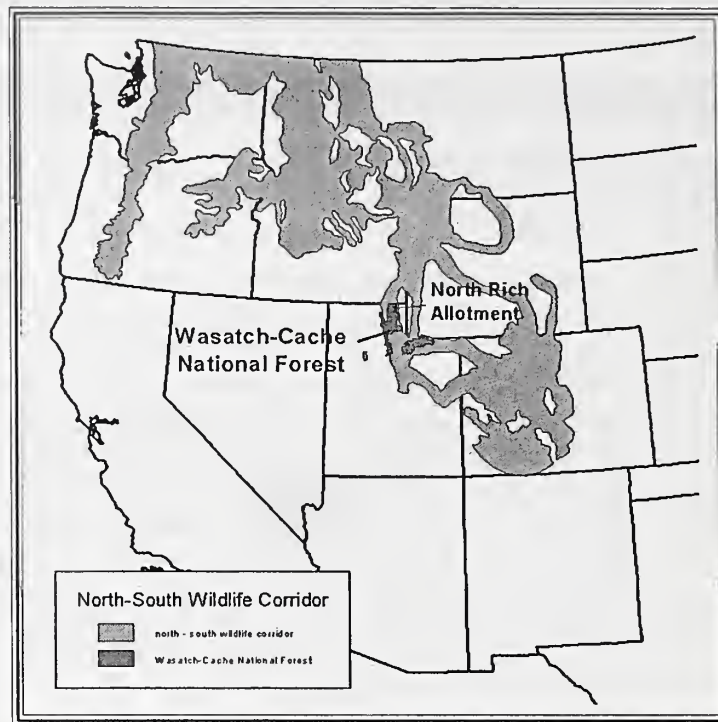 North Rich
Allotment
Wasatch-Cache
National Forest
North-South Wildlife Corridor
north - south wildlife corridor
Wasatch-Cache National Forest